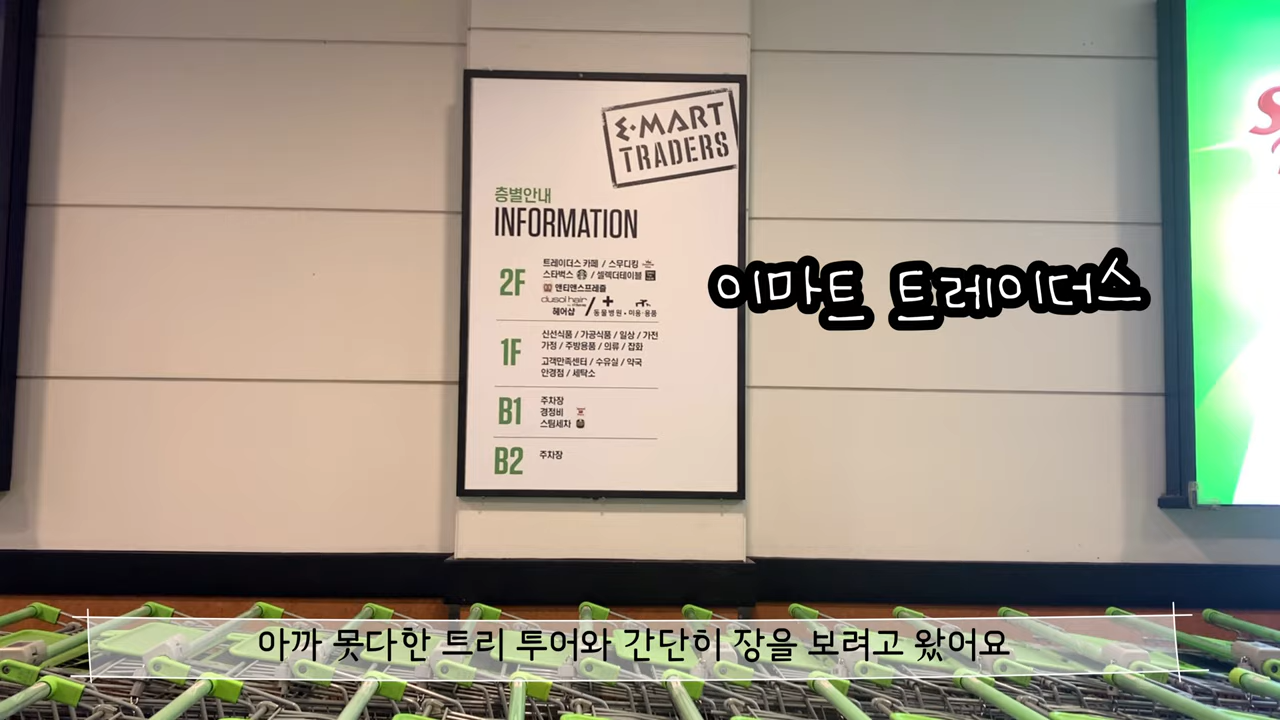 E·MART
TRADERS
층별안내
INFORMATION
2F
트레이더스 카페 / 스무디킹
스타벅스 / 셀렉더테이블
앤티앤스프레즐
dusol hair / +
헤어샵 동물병원·미용·용품
1F
신선식품 / 가공식품 / 일상 / 가전
가정 / 주방용품 / 의류 / 잡화
고객만족센터 / 수유실 / 약국
안경점 / 세탁소
B1
주차장
경정비
스팀세차
B2
주차장
이마트 트레이더스
아까 못다한 트리 투어와 간단히 장을 보려고 왔어요